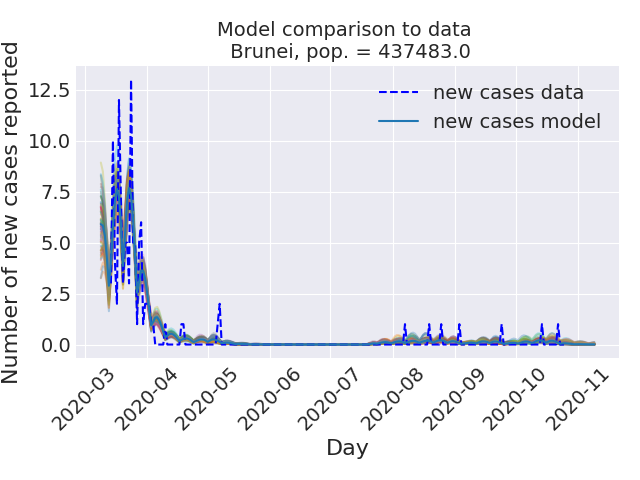 Model comparison to data
Brunei, pop. = 437483.0
Number of new cases reported
12.5
10.0
7.5
5.0
2.5
0.0
new cases data
new cases model
2020-03
2020-04
2020-05
2020-06
2020-07
2020-08
2020-09
2020-10
2020-11
Day